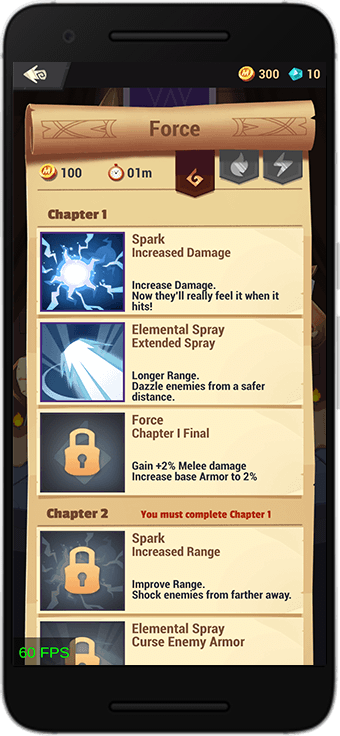 300 10
Force
100 01m
Chapter 1
Spark
Increased Damage
Increase Damage.
Now they'll really feel it when it
hits!
Elemental Spray
Extended Spray
Longer Range.
Dazzle enemies from a safer
distance.
Force
Chapter I Final
Gain +2% Melee damage
Increase base Armor to 2%
Chapter 2 You must complete Chapter 1
Spark
Increased Range
Improve Range.
Shock enemies from farther away.
Elemental Spray
Curse Enemy Armor
60 FPS